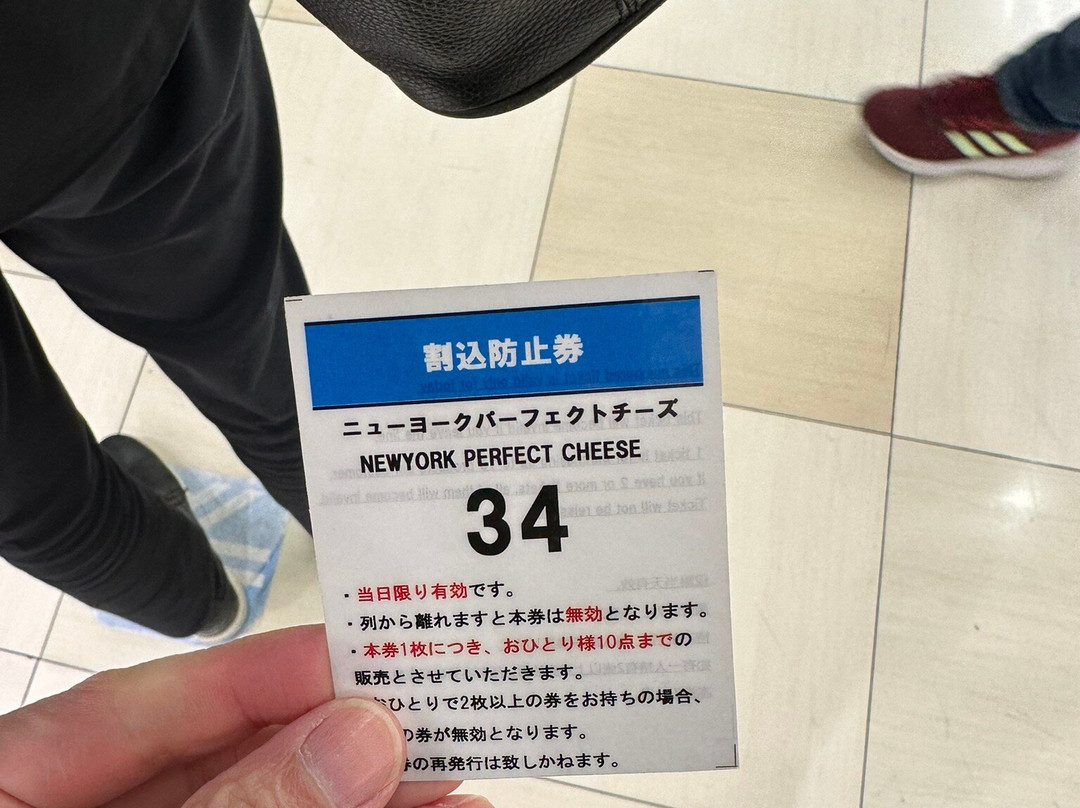 割込防止券
ニューヨークパーフェクトチーズ
NEWYORK PERFECT CHEESE
34
・当日限り有効です。
・列から離れますと本券は無効となります。
・本券1枚につき、おひとり様10点までの
販売とさせていただきます。
おひとりで2枚以上の券をお持ちの場合、
の券が無効となります。
券の再発行は致しかねます。